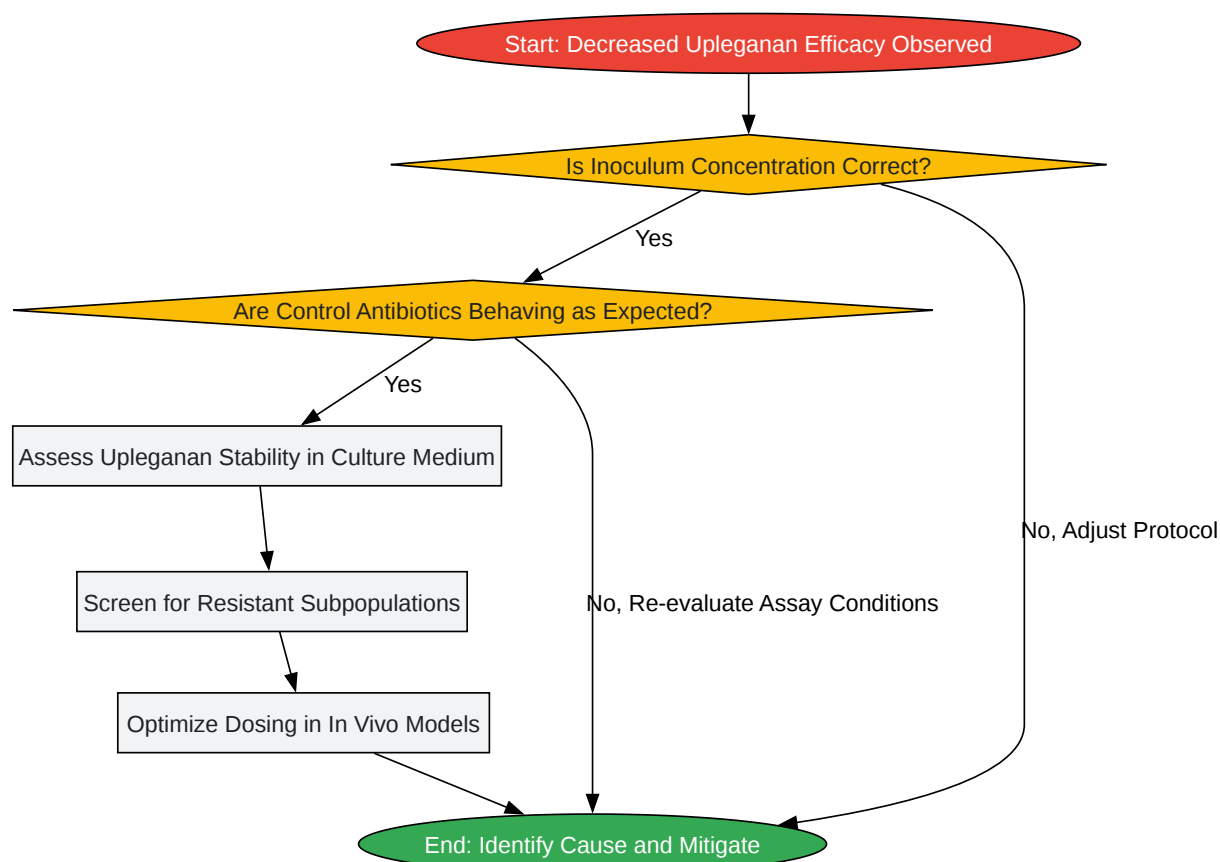 Start: Decreased Upleganan Efficacy Observed
Is Inoculum Concentration Correct?
Yes
Are Control Antibiotics Behaving as Expected?
Yes
Assess Upleganan Stability in Culture Medium
No, Adjust Protocol
Screen for Resistant Subpopulations
No, Re-evaluate Assay Conditions
Optimize Dosing in In Vivo Models
End: Identify Cause and Mitigate